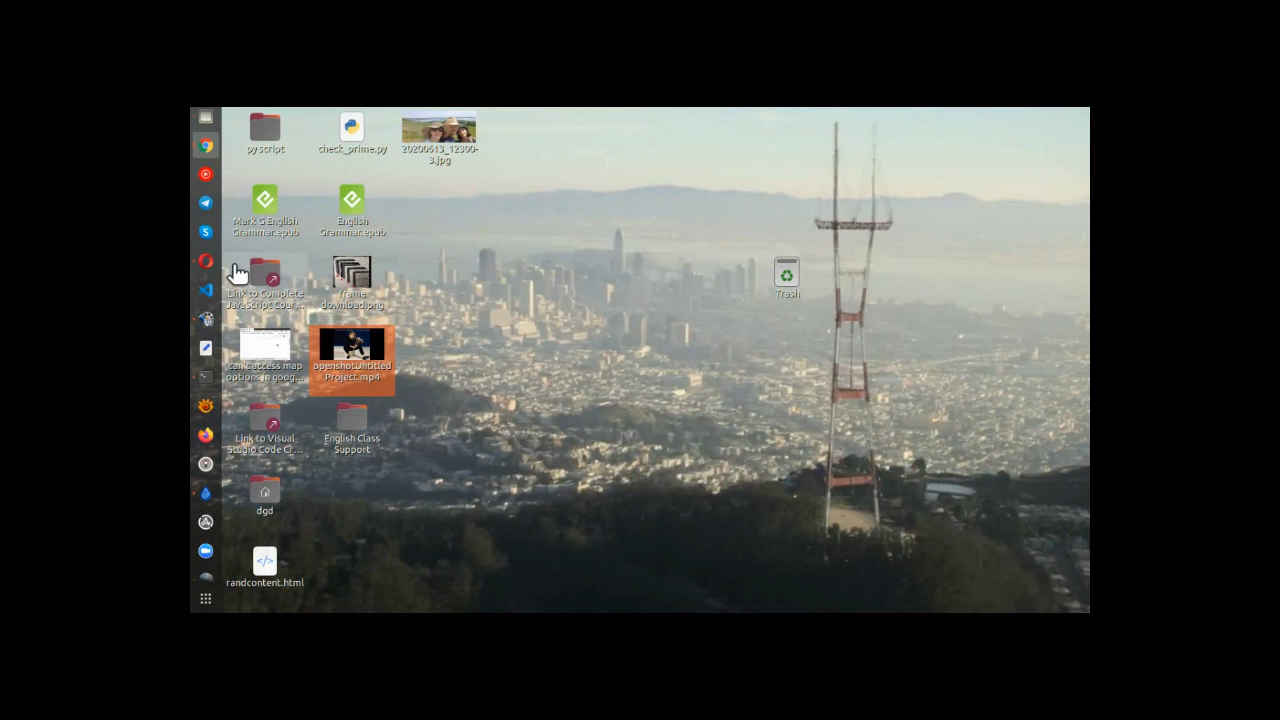 py script
check_prime.py
20200613_12300-
3.jpg
Mark G English
Grammar.epub
English
Grammar.epub
Link to Complete
JavaScript Cour...
frame
download.png
Trash
can't access map
options in goog...
openshotUntitled
Project.mp4
Link to Visual
Studio Code Cr...
English Class
Support
dgd
randcontent.html